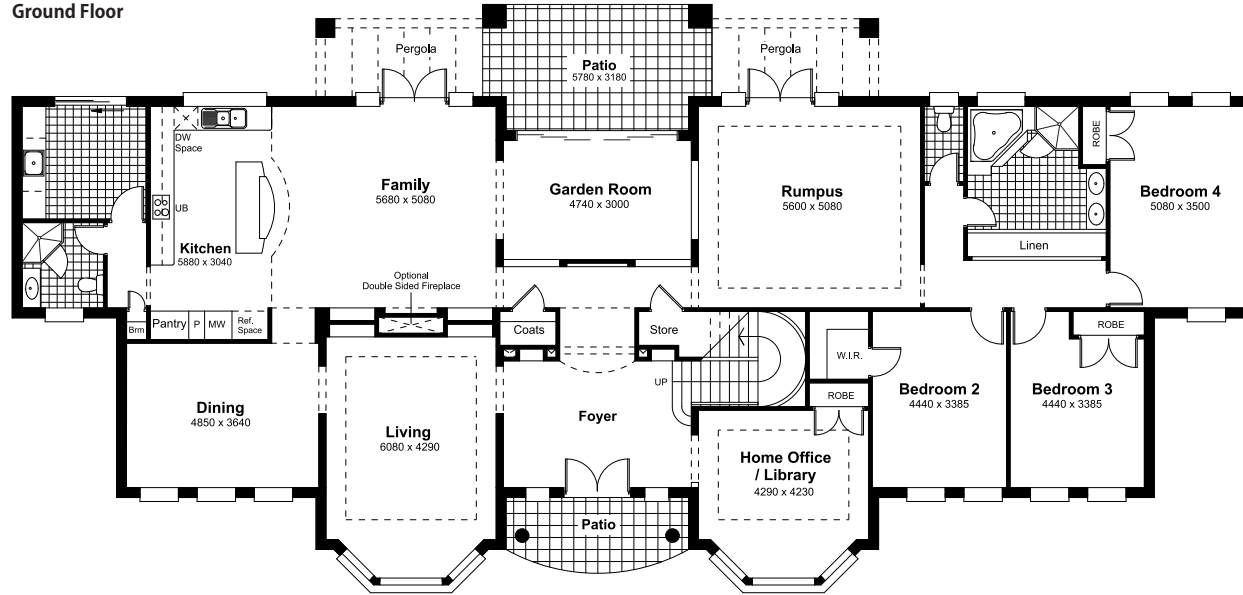 Ground Floor
Pergola
Patio
5780 x 3180
Pergola
DW
Space
UB
Kitchen
5880 x 3040
Family
5680 x 5080
Garden Room
4740 x 3000
Rumpus
5600 x 5080
ROBE
Bedroom 4
5080 x 3500
Linen
Optional
Double Sided Fireplace
Brm
Pantry
P
MW
Ref.
Space
Coats
Store
UP
W.I.R.
ROBE
ROBE
Dining
4850 x 3640
Living
6080 x 4290
Foyer
Home Office
/ Library
4290 x 4230
Bedroom 2
4440 x 3385
Bedroom 3
4440 x 3385
Patio